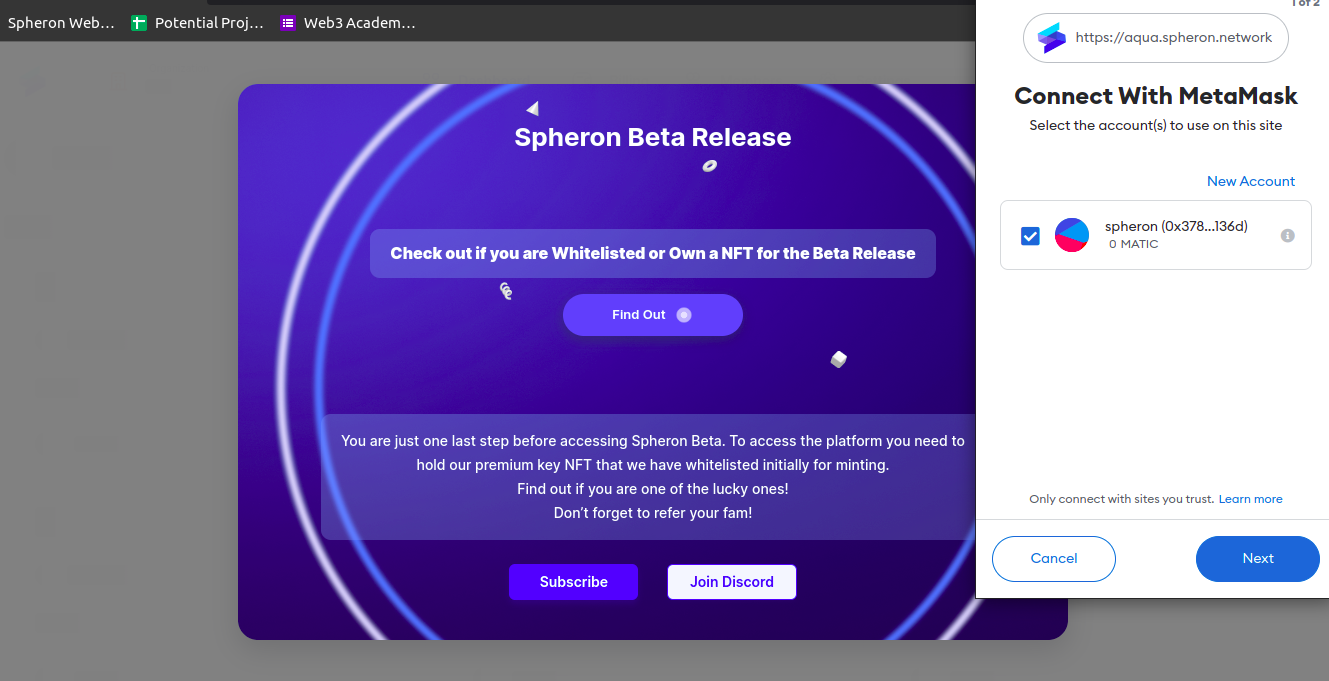 Spheron Web...
Potential Proj...
Web3 Academ...
Spheron Beta Release
Check out if you are Whitelisted or Own a NFT for the Beta Release
Find Out
You are just one last step before accessing Spheron Beta. To access the platform you need to
hold our premium key NFT that we have whitelisted initially for minting.
Find out if you are one of the lucky ones!
Don't forget to refer your fam!
Subscribe
Join Discord
1 of 2
https://aqua.spheron.network
Connect With MetaMask
Select the account(s) to use on this site
New Account
spheron (0x378...136d)
0 MATIC
Only connect with sites you trust. Learn more
Cancel
Next